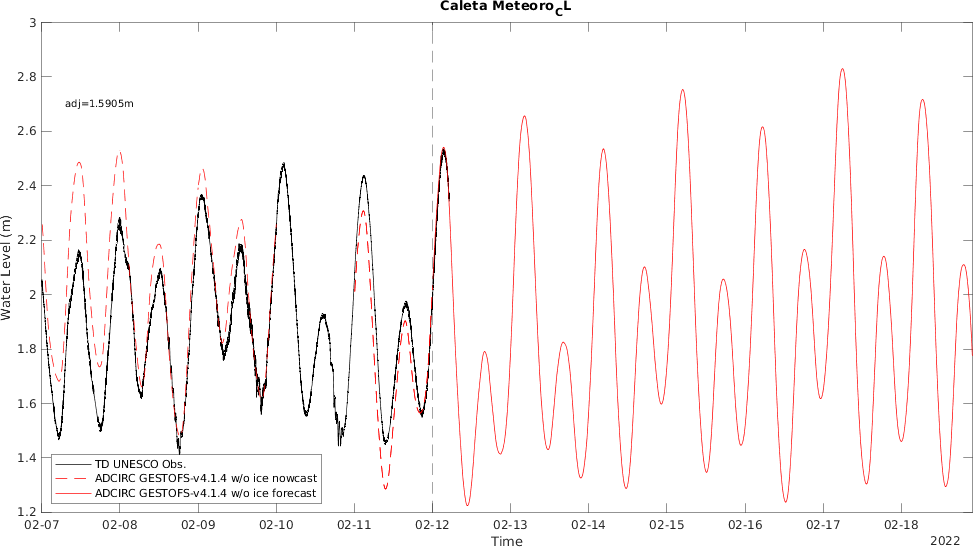 Caleta Meteoro_CL
3
2.8
adj=1.5905m
2.6
2.4
2.2
2
1.8
1.6
1.4
1.2
Water Level (m)
TD UNESCO Obs.
ADCIRC GESTOFS-v4.1.4 w/o ice nowcast
ADCIRC GESTOFS-v4.1.4 w/o ice forecast
02-07 02-08 02-09 02-10 02-11 02-12 02-13 02-14 02-15 02-16 02-17 02-18
Time
2022